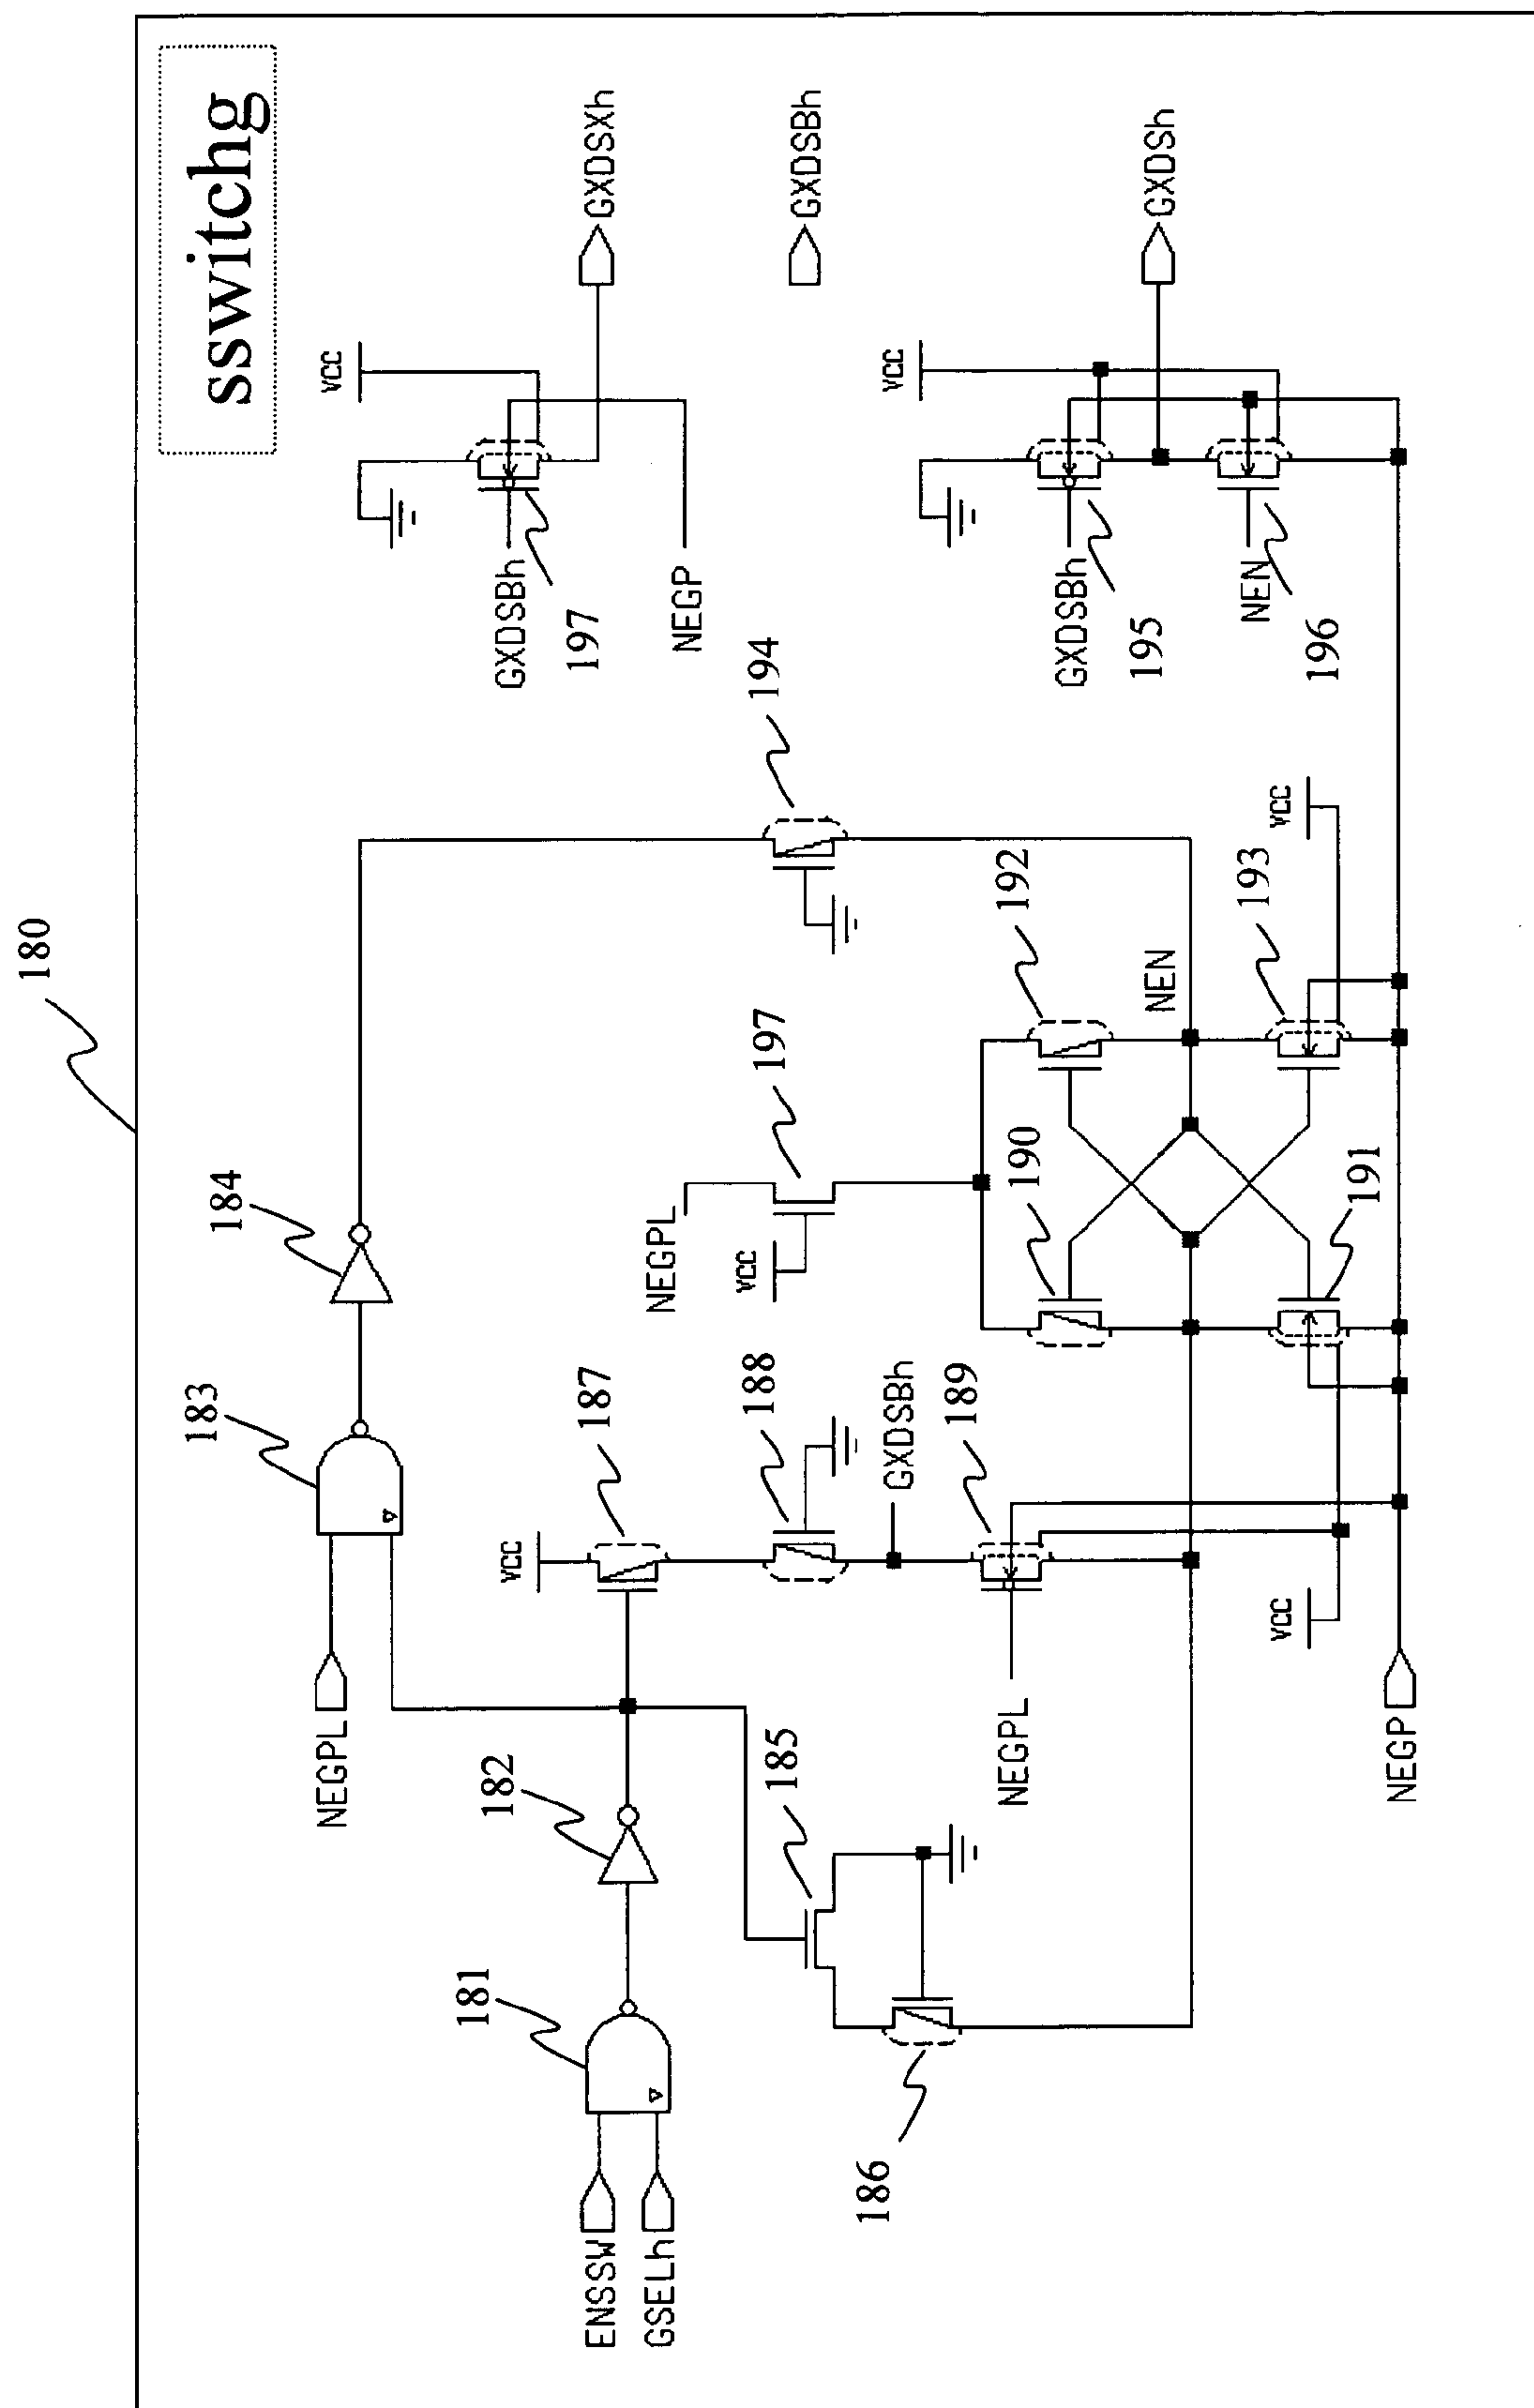 180
sswitchg
NEGPL
183
184
ENSSW
GSELh
181
182
VCC
187
188
GXDSBh
189
NEGPL
185
186
NEGPL
VCC
197
190
192
NEN
191
193
VCC
VCC
NEGP
194
VCC
GXDSBh
197
NEGP
GXDSXh
GXDSBh
VCC
GXDSBh
195
NEN
196
GXDSh